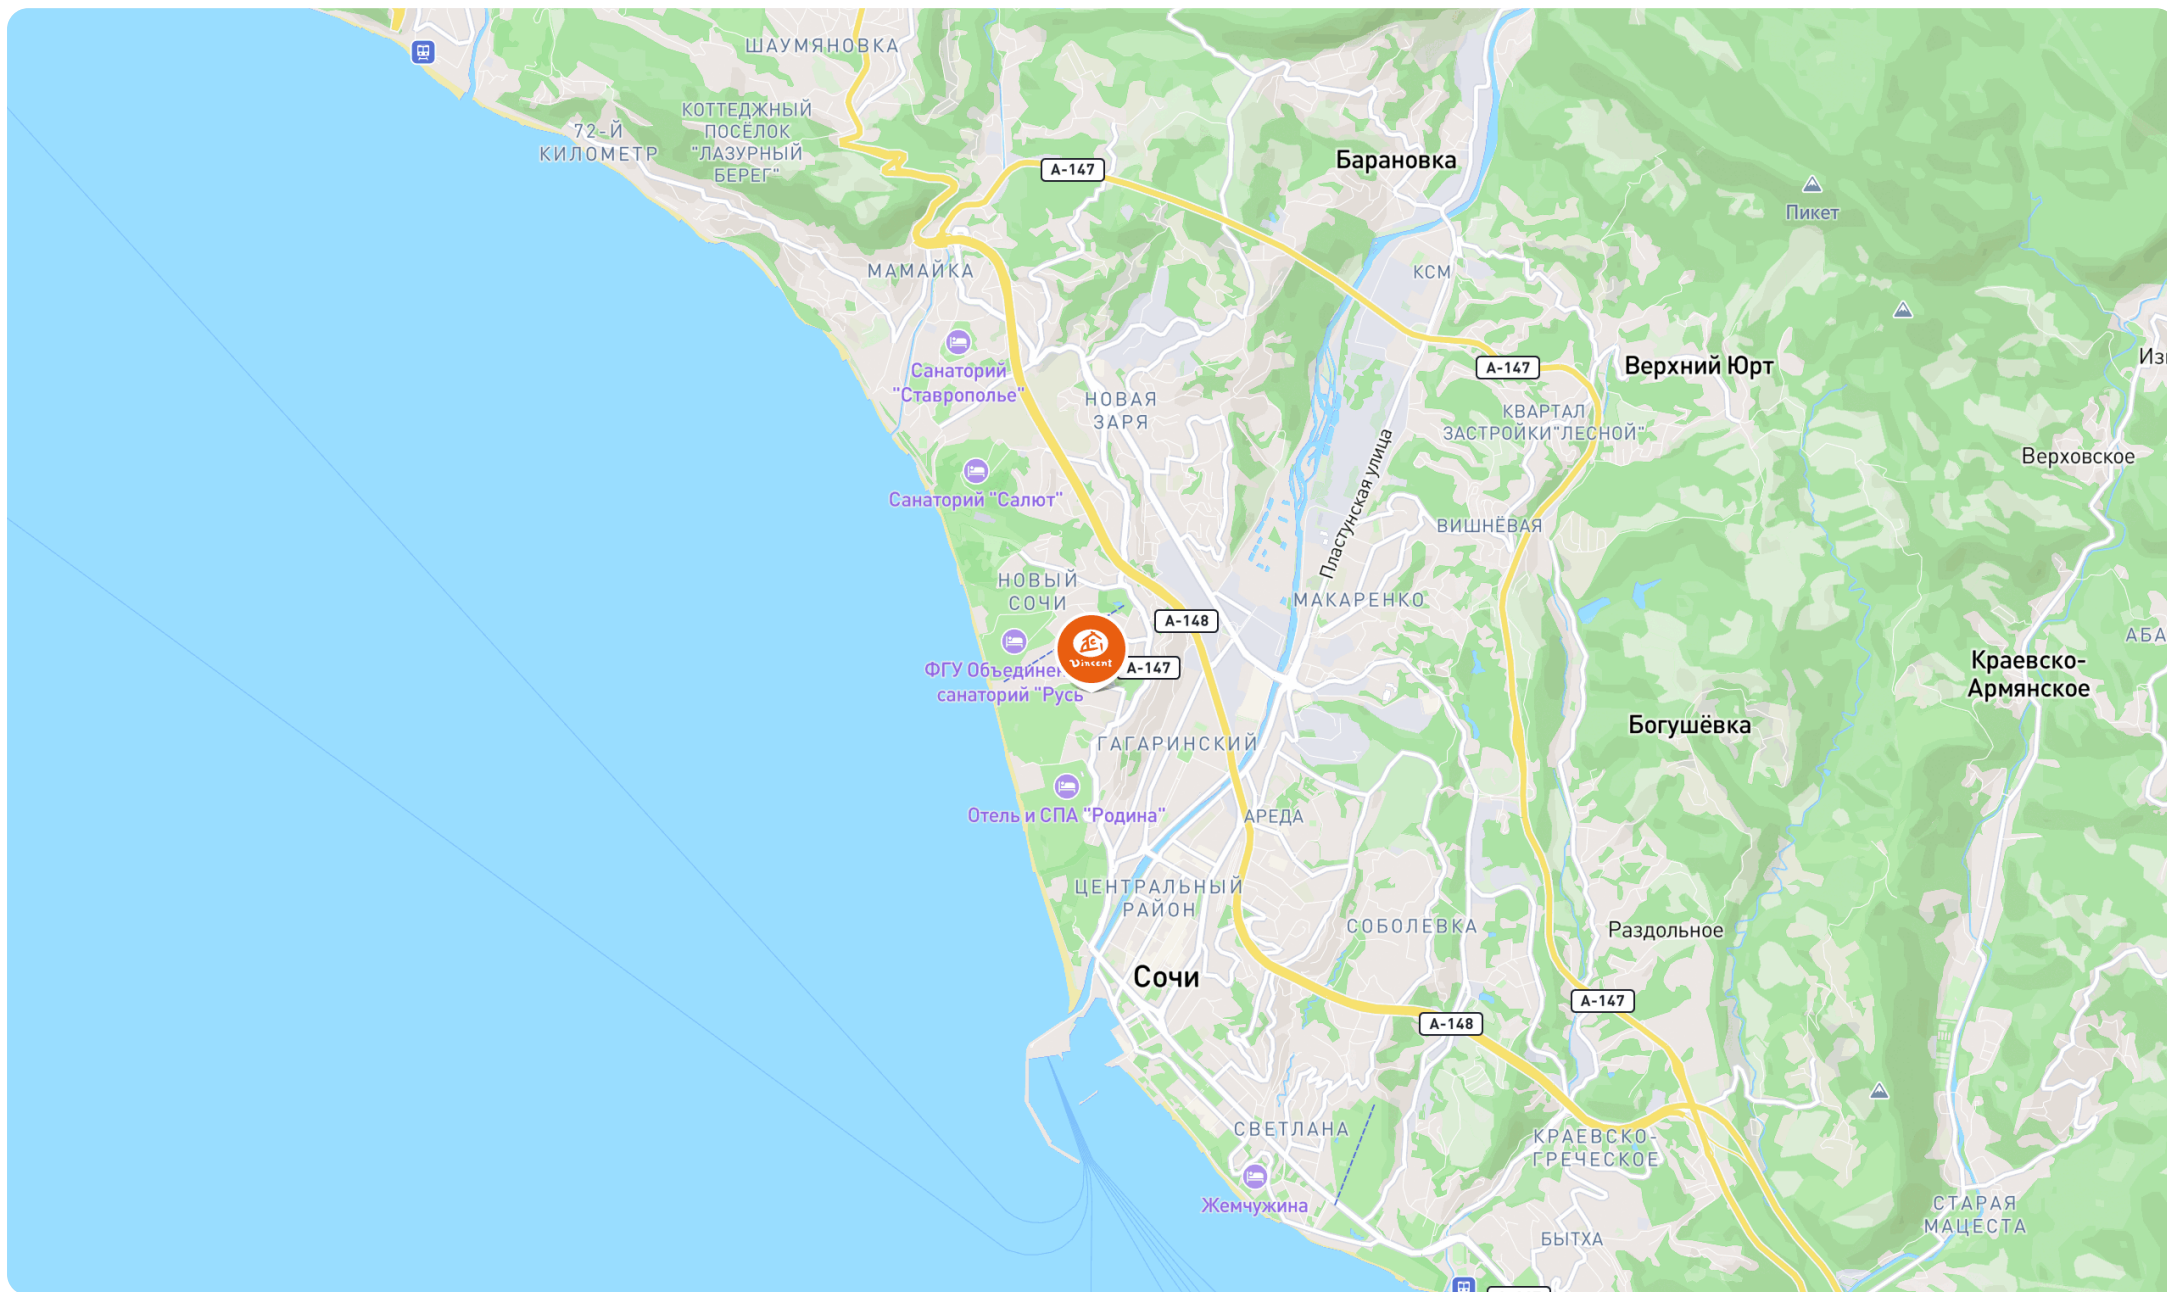 ШАУМЯНОВКА
КОТТЕДЖНЫЙ
ПОСЁЛОК
"ЛАЗУРНЫЙ
БЕРЕГ"
72-Й
КИЛОМЕТР
А-147
Барановка
Пикет
МАМАЙКА
КСМ
Санаторий
"Ставрополье"
НОВАЯ
ЗАРЯ
А-147
Верхний Юрт
Из
КВАРТАЛ
ЗАСТРОЙКИ"ЛЕСНОЙ"
Верховское
Санаторий "Салют"
Пластунская улица
ВИШНЁВАЯ
НОВЫЙ
СОЧИ
МАКАРЕНКО
А-148
Vincent
А-147
ФГУ Объединен
санаторий "Русь
АБА
Краевско-
Армянское
Богушёвка
ГАГАРИНСКИЙ
Отель и СПА "Родина"
АРЕДА
ЦЕНТРАЛЬНЫЙ
РАЙОН
СОБОЛЕВКА
Раздольное
Сочи
А-147
А-148
СВЕТЛАНА
КРАЕВСКО-
ГРЕЧЕСКОЕ
Жемчужина
СТАРАЯ
МАЦЕСТА
БЫТХА